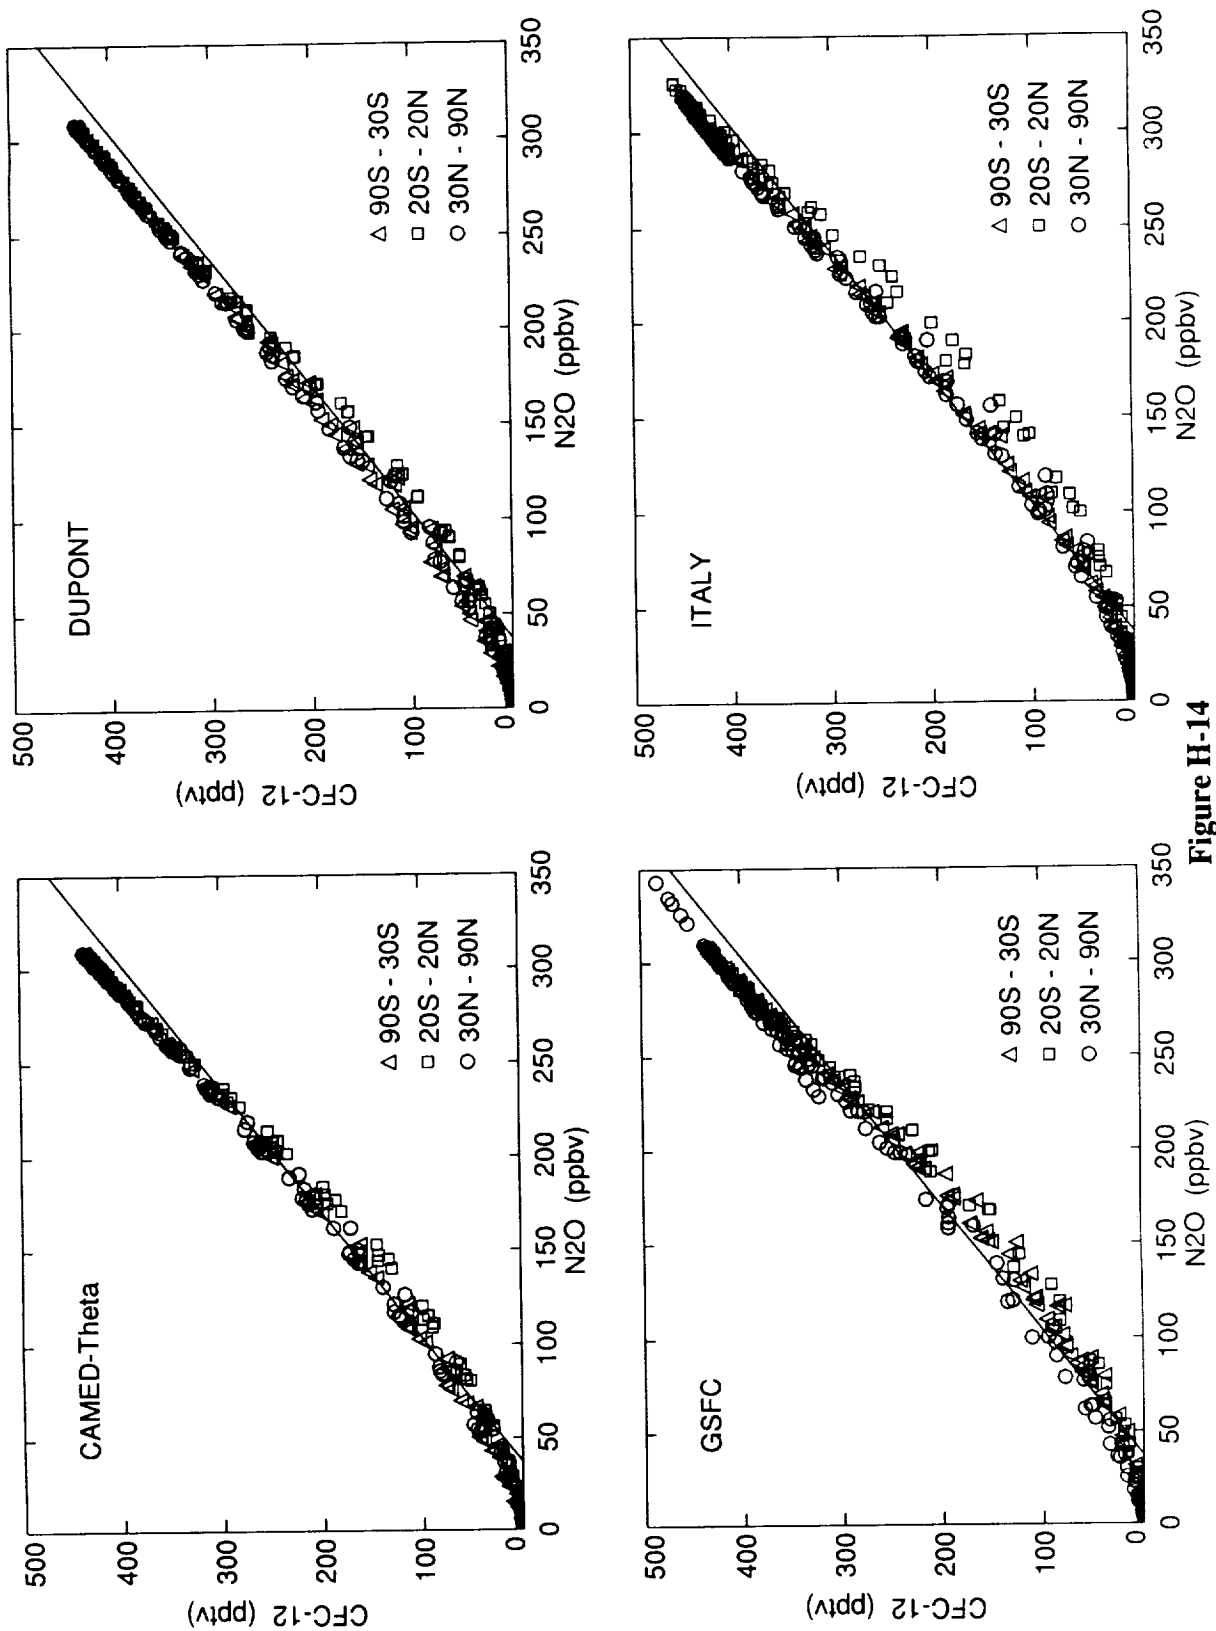 CAMED-Theta
CFC-12 (pptv)
500
400
300
200
100
0
△ 90S - 30S
□ 20S - 20N
○ 30N - 90N
0 50 100 150 200 250 300 350
N2O (ppbv)
DUPONT
CFC-12 (pptv)
500
400
300
200
100
0
△ 90S - 30S
□ 20S - 20N
○ 30N - 90N
0 50 100 150 200 250 300 350
N2O (ppbv)
GSFC
CFC-12 (pptv)
500
400
300
200
100
0
△ 90S - 30S
□ 20S - 20N
○ 30N - 90N
0 50 100 150 200 250 300 350
N2O (ppbv)
ITALY
CFC-12 (pptv)
500
400
300
200
100
0
△ 90S - 30S
□ 20S - 20N
○ 30N - 90N
0 50 100 150 200 250 300 350
N2O (ppbv)
Figure H-14